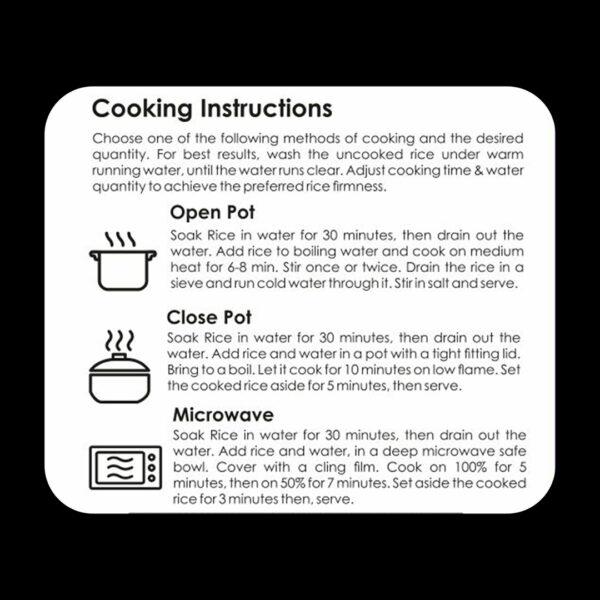 Cooking Instructions
Choose one of the following methods of cooking and the desired
quantity. For best results, wash the uncooked rice under warm
running water, until the water runs clear. Adjust cooking time & water
quantity to achieve the preferred rice firmness.
Open Pot
Soak Rice in water for 30 minutes, then drain out the
water. Add rice to boiling water and cook on medium
heat for 6-8 min. Stir once or twice. Drain the rice in a
sieve and run cold water through it. Stir in salt and serve.
Close Pot
Soak Rice in water for 30 minutes, then drain out the
water. Add rice and water in a pot with a tight fitting lid.
Bring to a boil. Let it cook for 10 minutes on low flame. Set
the cooked rice aside for 5 minutes, then serve.
Microwave
Soak Rice in water for 30 minutes, then drain out the
water. Add rice and water, in a deep microwave safe
bowl. Cover with a cling film. Cook on 100% for 5
minutes, then on 50% for 7 minutes. Set aside the cooked
rice for 3 minutes then, serve.